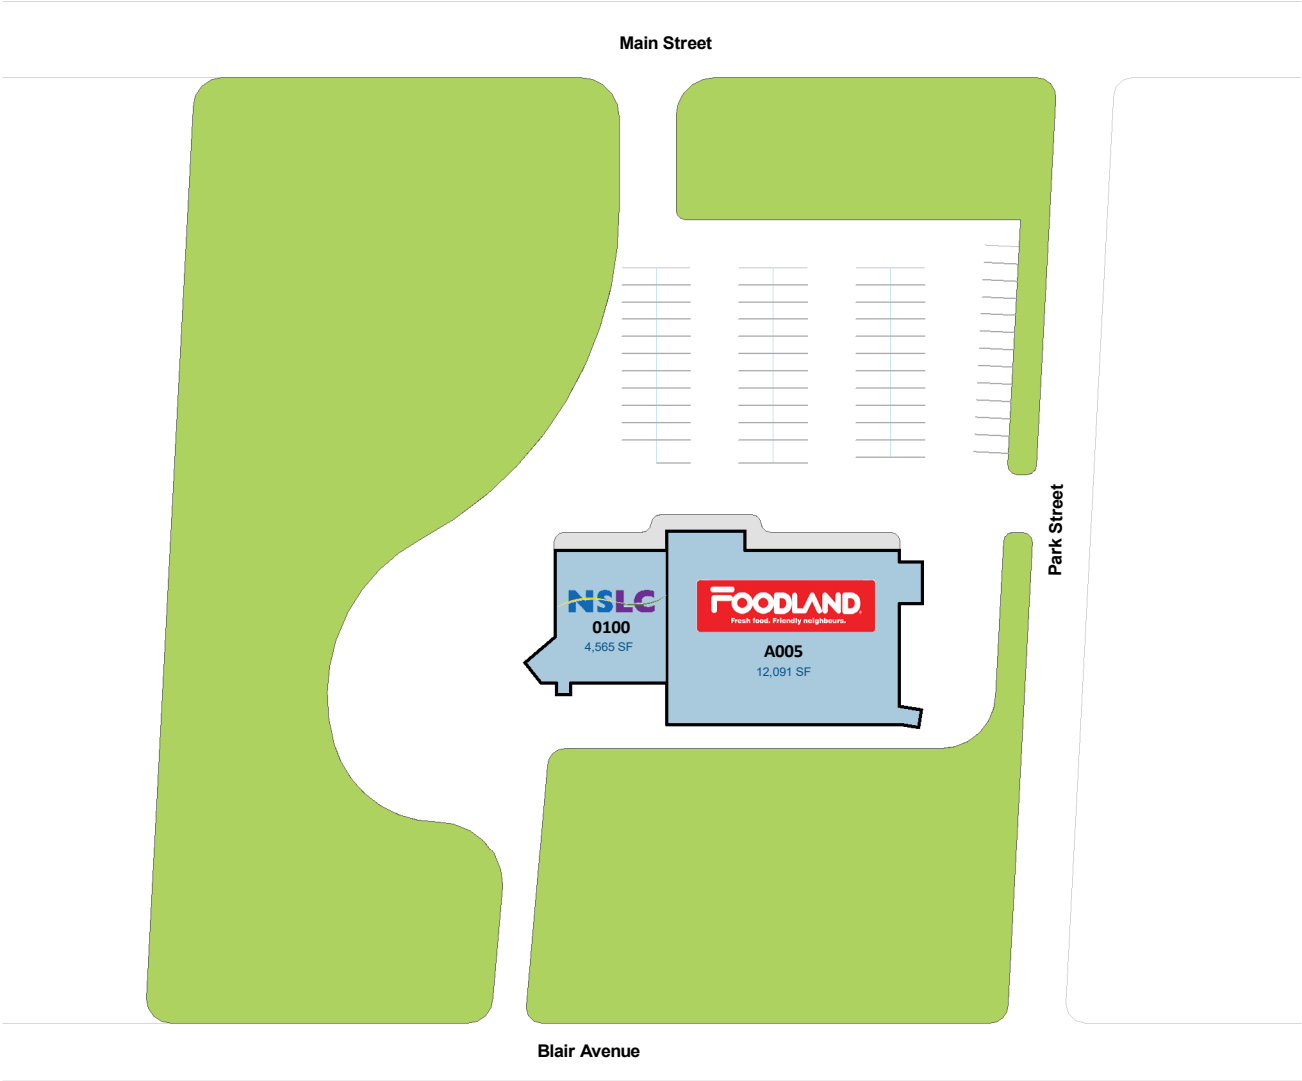 Main Street
Park Street
NSLC
0100
4,565 SF
FOODLAND
Fresh food. Friendly neighbours.
A005
12,091 SF
Blair Avenue